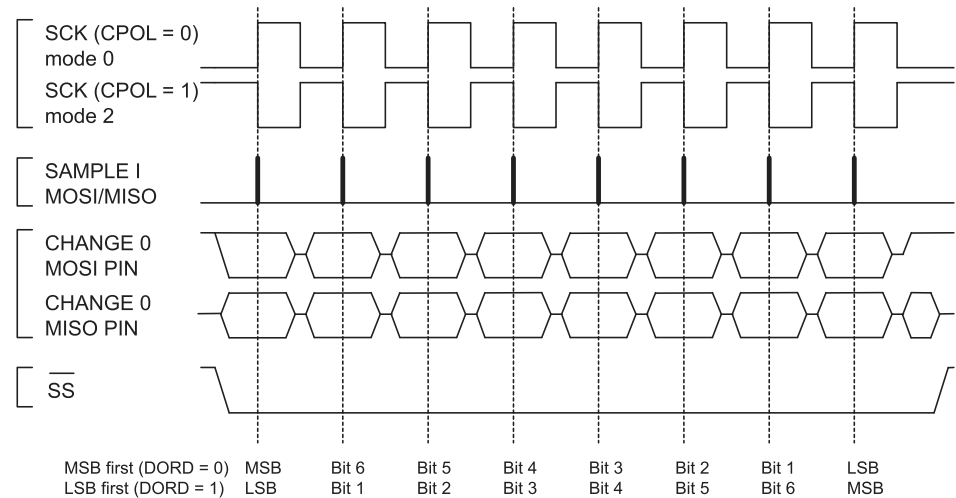 SCK (CPOL = 0)
mode 0
SCK (CPOL = 1)
mode 2
SAMPLE I
MOSI/MISO
CHANGE 0
MOSI PIN
CHANGE 0
MISO PIN
SS
MSB first (DORD = 0) MSB Bit 6 Bit 5 Bit 4 Bit 3 Bit 2 Bit 1 LSB
LSB first (DORD = 1) LSB Bit 1 Bit 2 Bit 3 Bit 4 Bit 5 Bit 6 MSB